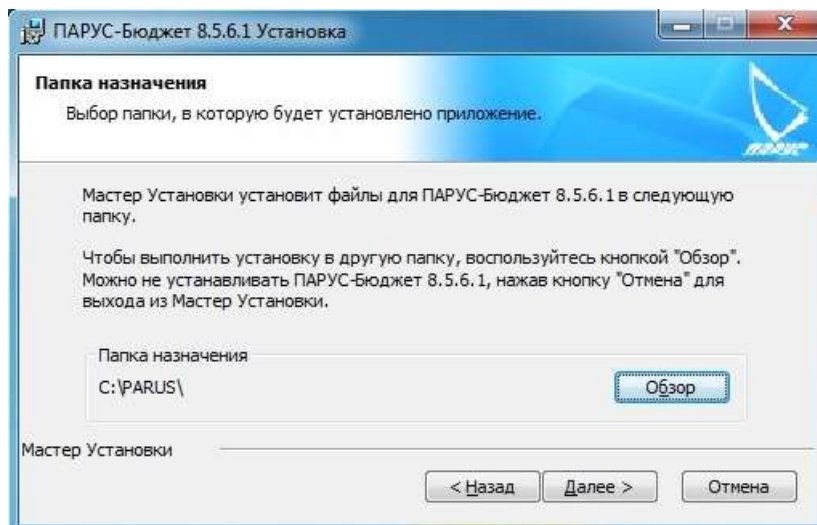 ПАРУС-Бюджет 8.5.6.1 Установка
Папка назначения
Выбор папки, в которую будет установлено приложение.
ПАРУС
Мастер Установки установит файлы для ПАРУС-Бюджет 8.5.6.1 в следующую
папку.
Чтобы выполнить установку в другую папку, воспользуйтесь кнопкой "Обзор".
Можно не устанавливать ПАРУС-Бюджет 8.5.6.1, нажав кнопку "Отмена" для
выхода из Мастер Установки.
Папка назначения
C:\PARUS\
Обзор
Мастер Установки
< Назад
Далее >
Отмена